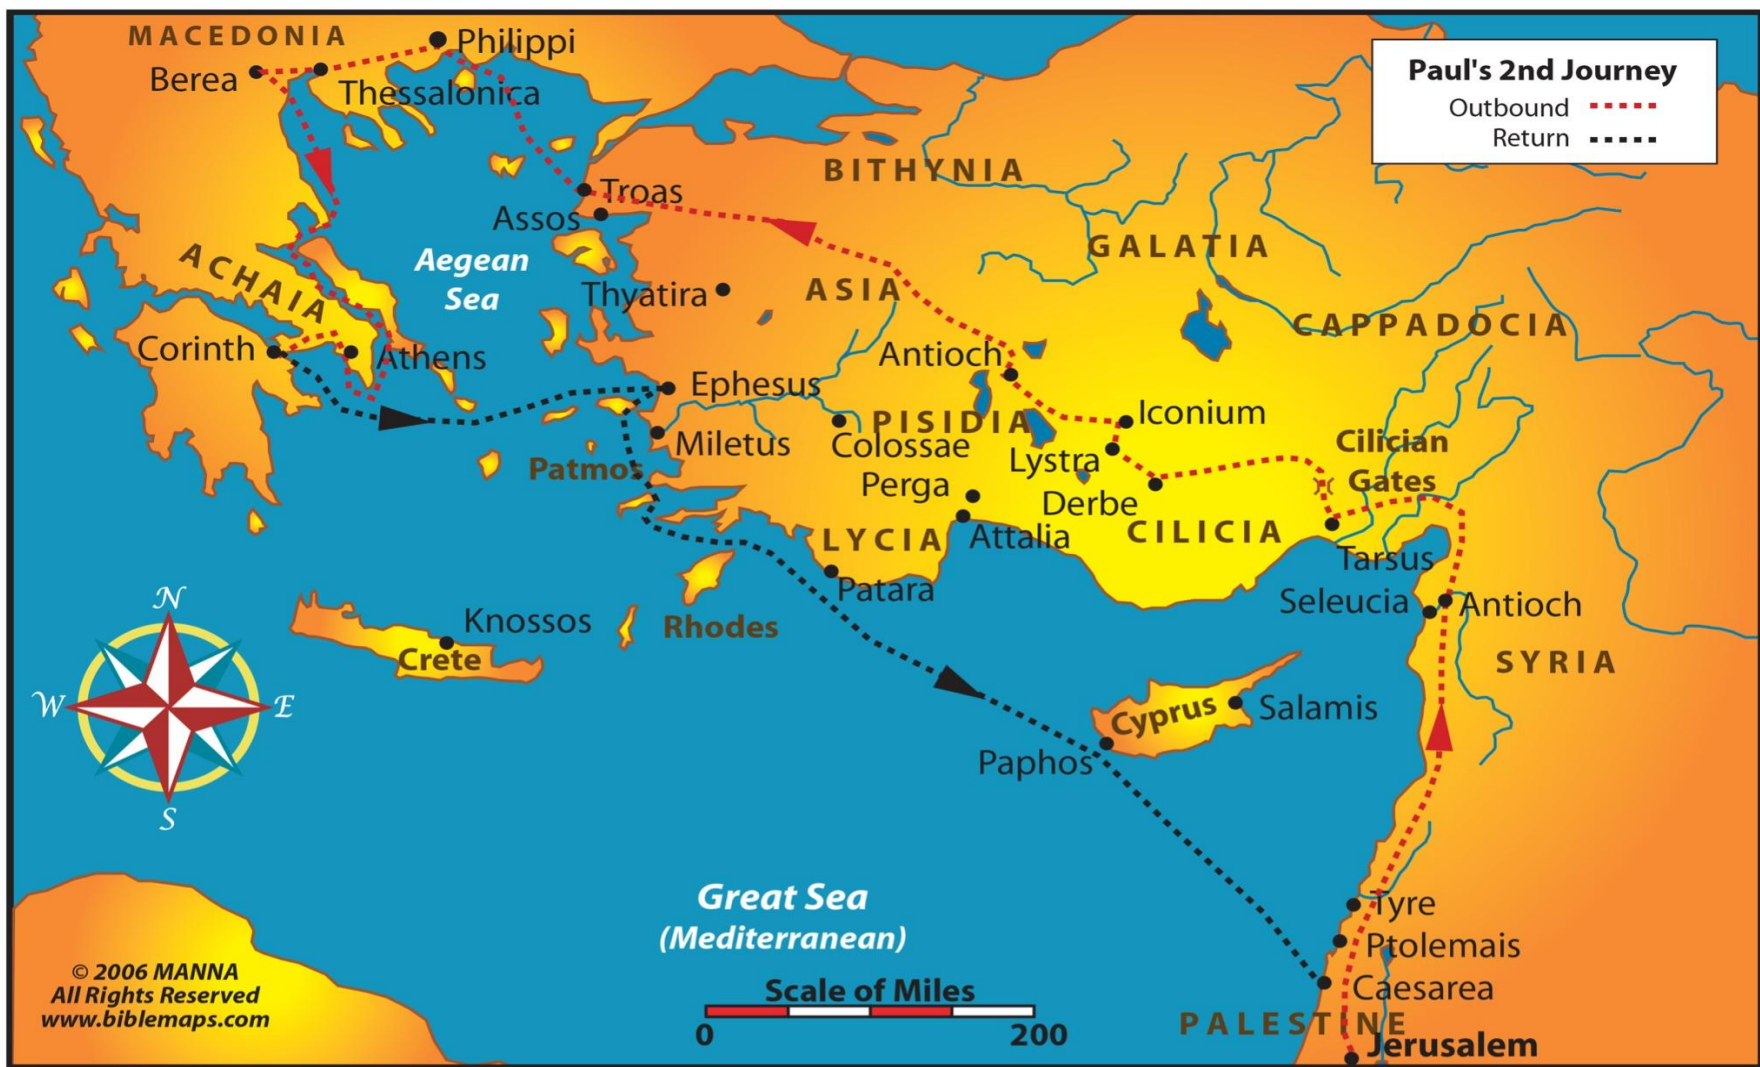 MACEDONIA
Philippi
Berea
Thessalonica
Paul's 2nd Journey
Outbound
Return
BITHYNIA
Troas
Assos
GALATIA
ACHAIA
Aegean
Sea
Thyatira
ASIA
CAPPADOCIA
Corinth
Athens
Antioch
Ephesus
PISIDIA
Iconium
Miletus
Colossae
Lystra
Cilician
Gates
Patmos
Perga
Derbe
LYCIA
Attalia
CILICIA
Tarsus
Patara
Seleucia
Antioch
N
Knossos
Rhodes
Crete
SYRIA
W
E
Cyprus
Salamis
Paphos
S
Great Sea
(Mediterranean)
Tyre
Ptolemais
© 2006 MANNA
All Rights Reserved
www.biblemaps.com
Scale of Miles
0
200
Caesarea
PALESTINE
Jerusalem